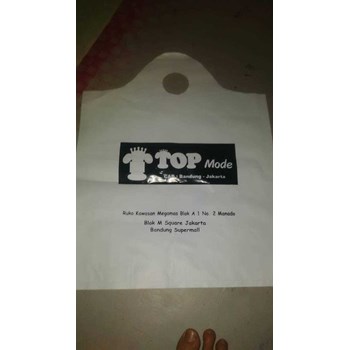 TOP Mode
Bandung - Jakarta
Ruko Kawasan Megamas Blok A 1 No. 2 Manado
Blok M Square Jakarta
Bandung Supermall